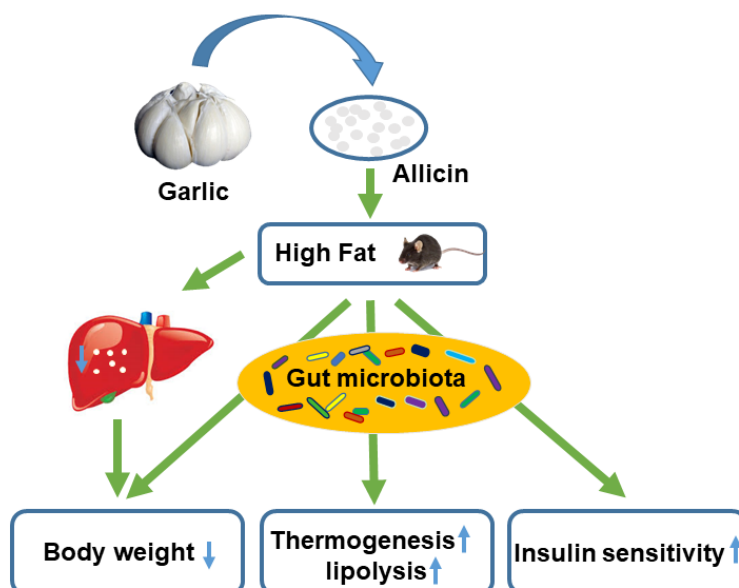 Garlic
Allicin
High Fat
Gut microbiota
Body weight ↓
Thermogenesis ↑
lipolysis ↑
Insulin sensitivity ↑